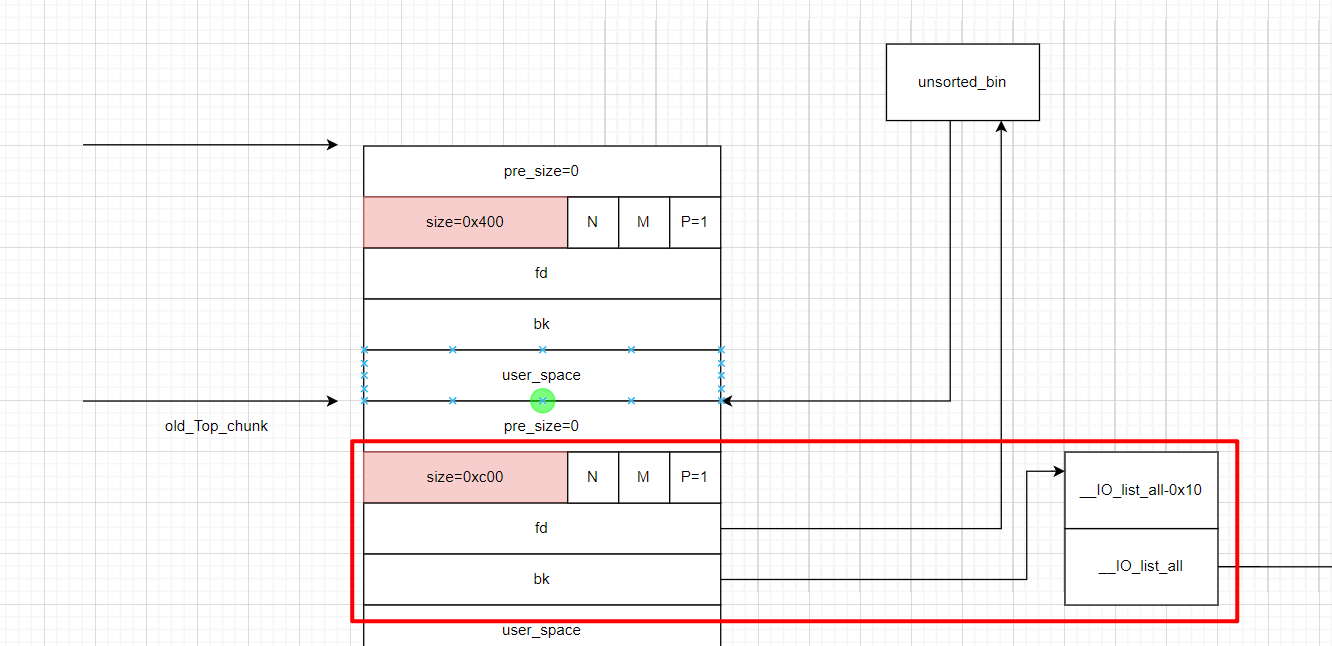 unsorted_bin
pre_size=0
size=0x400 N M P=1
fd
bk
user_space
old_Top_chunk
pre_size=0
size=0xc00 N M P=1
__IO_list_all-0x10
fd
__IO_list_all
bk
user_space